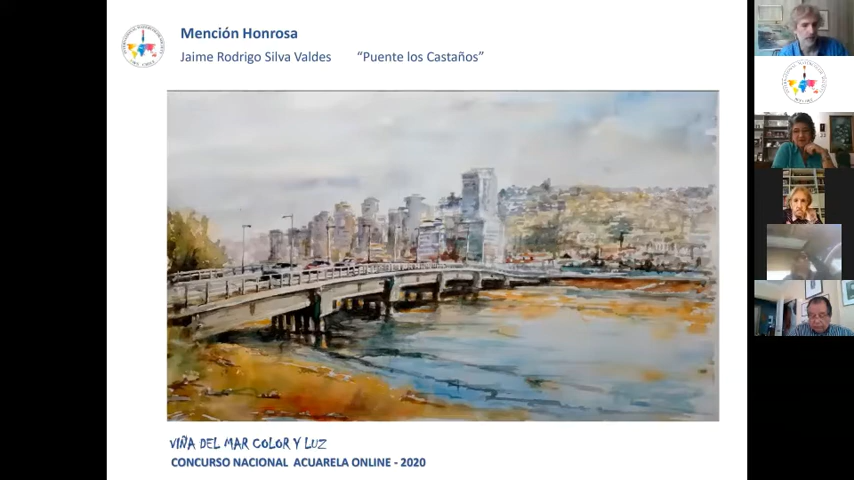 Mención Honrosa
Jaime Rodrigo Silva Valdes “Puente los Castaños”
VIÑA DEL MAR COLOR Y LUZ
CONCURSO NACIONAL ACUARELA ONLINE - 2020